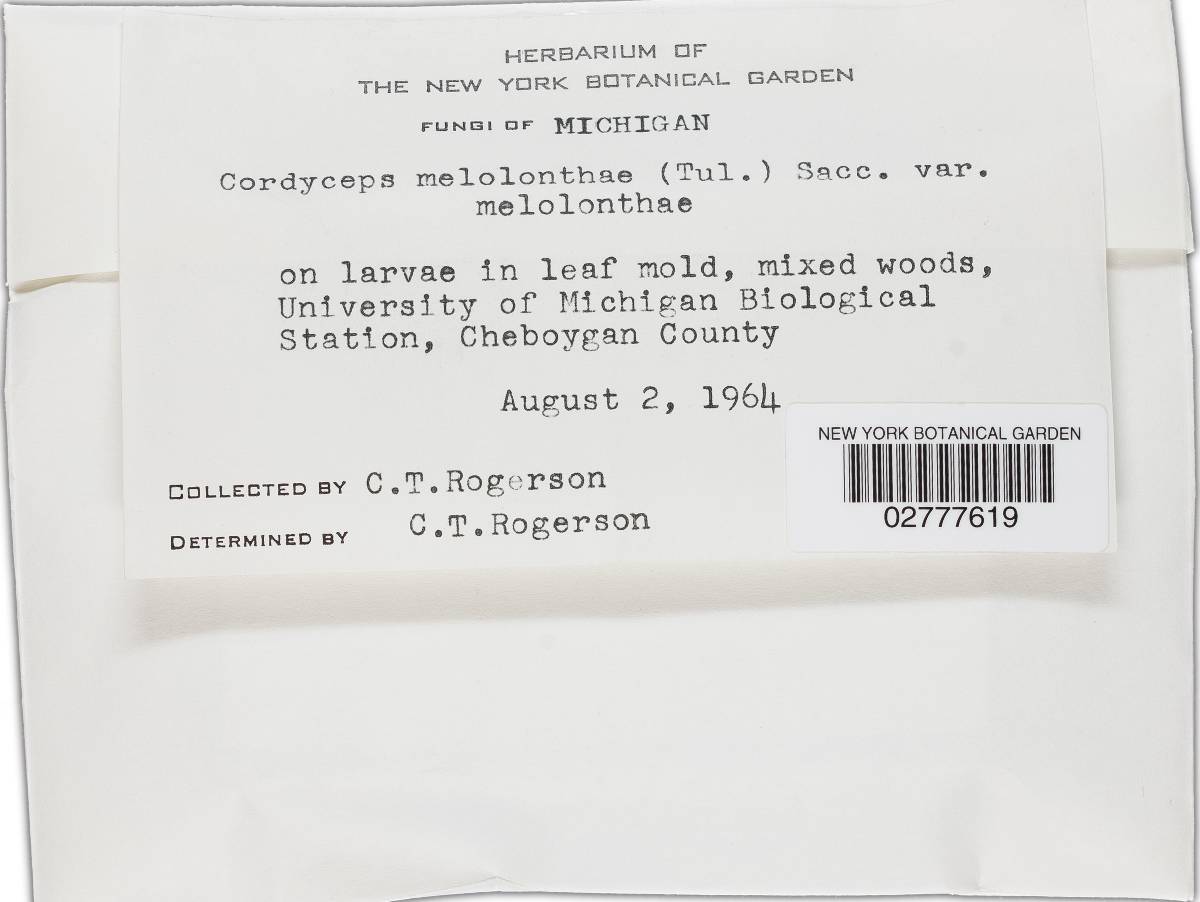 HERBARIUM OF
THE NEW YORK BOTANICAL GARDEN
FUNGI OF MICHIGAN
Cordyceps melolonthae (Tul.) Sacc. var.
melolonthae
on larvae in leaf mold, mixed woods,
University of Michigan Biological
Station, Cheboygan County
August 2, 1964
COLLECTED BY C.T.Rogerson
DETERMINED BY C.T.Rogerson
NEW YORK BOTANICAL GARDEN
02777619